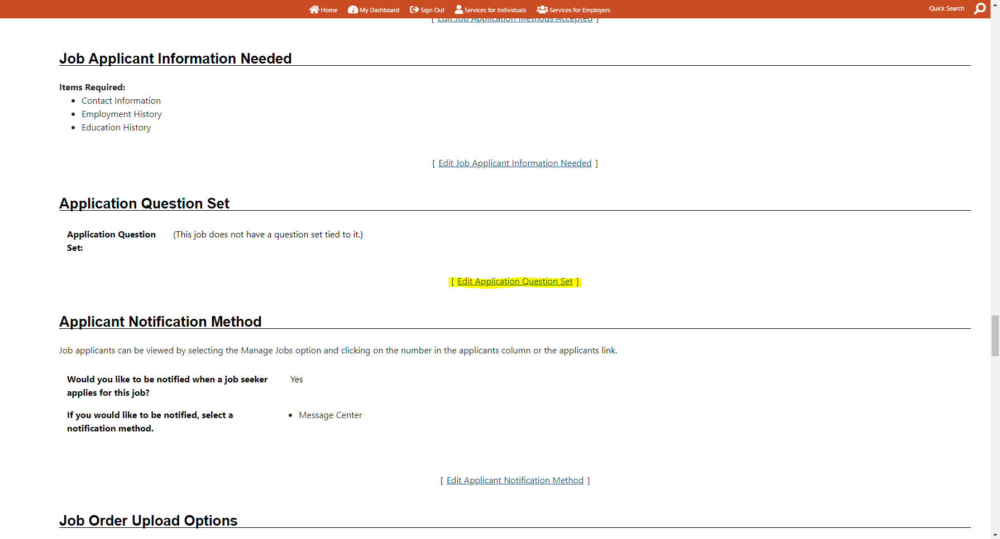 Home My Dashboard Sign Out Services for Individuals Services for Employers Quick Search
[ Edit Job Application Methods Accepted ]
Job Applicant Information Needed
Items Required:
• Contact Information
• Employment History
• Education History
[ Edit Job Applicant Information Needed ]
Application Question Set
Application Question (This job does not have a question set tied to it.)
Set:
[ Edit Application Question Set ]
Applicant Notification Method
Job applicants can be viewed by selecting the Manage Jobs option and clicking on the number in the applicants column or the applicants link.
Would you like to be notified when a job seeker Yes
applies for this job?
If you would like to be notified, select a • Message Center
notification method.
[ Edit Applicant Notification Method ]
Job Order Upload Options